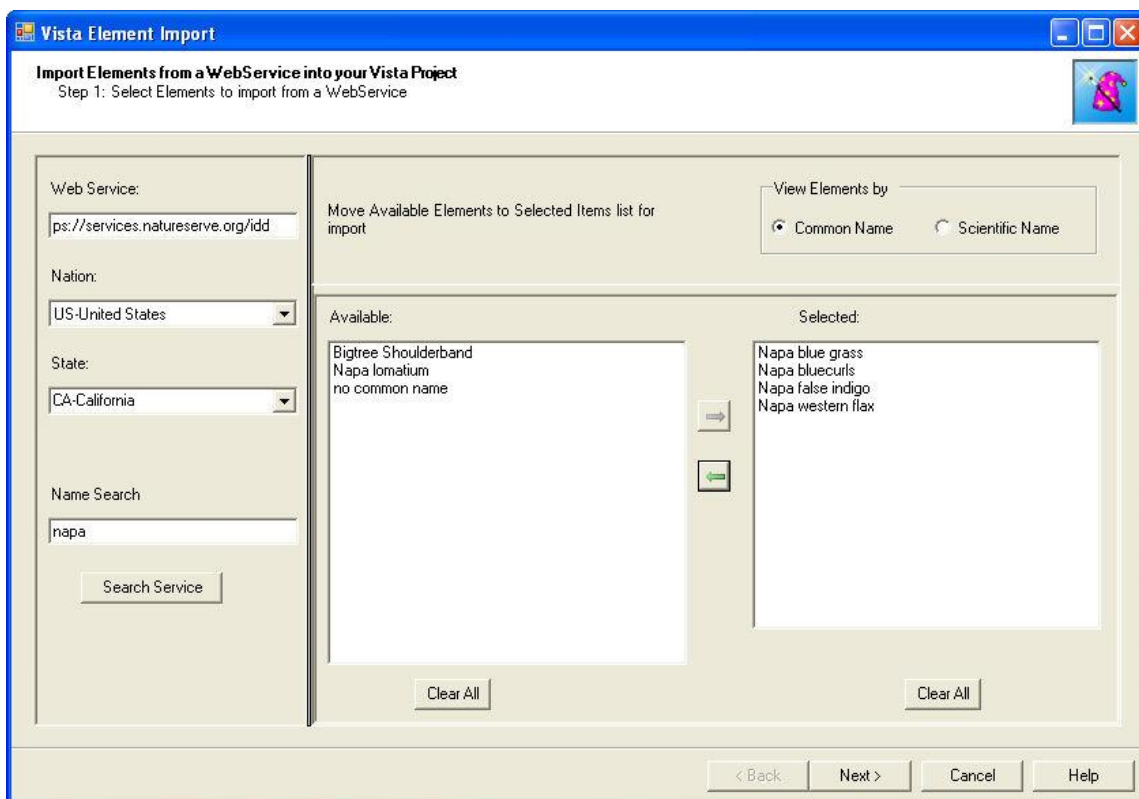 Vista Element Import
Import Elements from a WebService into your Vista Project
Step 1: Select Elements to import from a WebService
Web Service:
ps://services.natureserve.org/idd
Nation:
US-United States
State:
CA-California
Name Search
napa
Search Service
Move Available Elements to Selected Items list for
import
View Elements by
Common Name
Scientific Name
Available:
Bigtree Shoulderband
Napa lomatium
no common name
Clear All
Selected:
Napa blue grass
Napa bluecurls
Napa false indigo
Napa western flax
Clear All
< Back
Next >
Cancel
Help